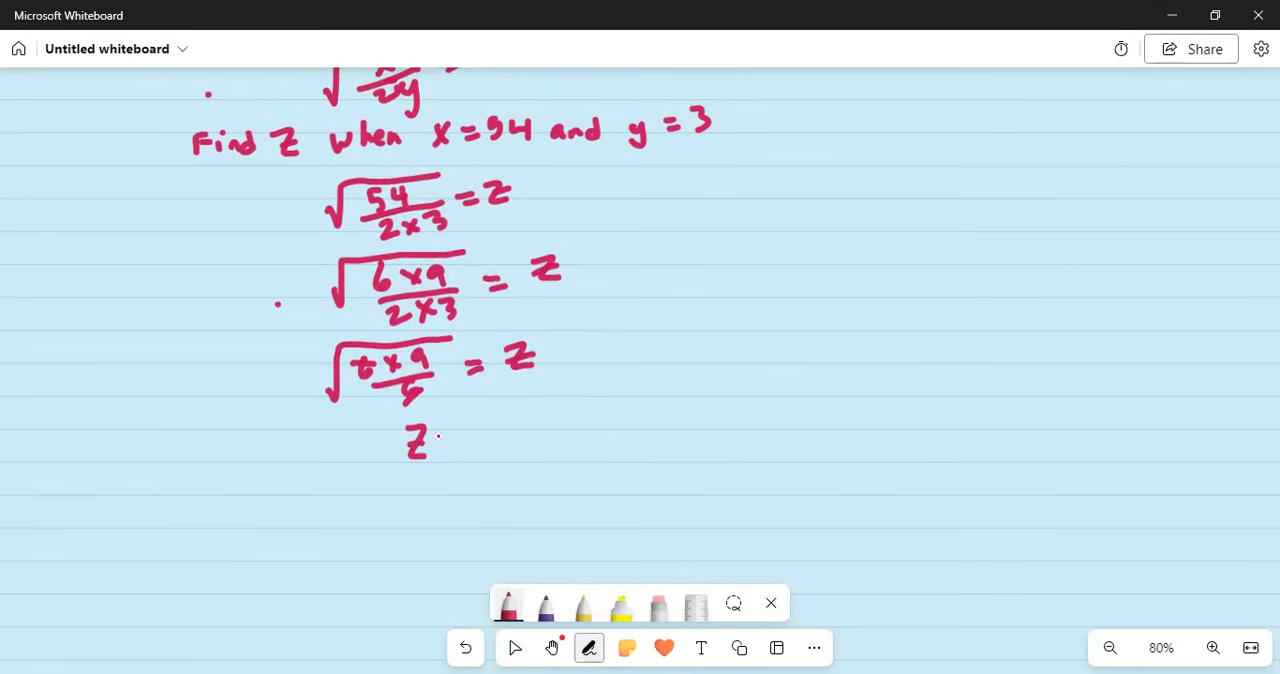 Microsoft Whiteboard
Untitled whiteboard
Share
√ 2y
Find Z when x = 54 and y = 3
√(54 / 2 x 3) = z
√(6 x 9 / 2 x 3) = z
√(6 x 9 / 6) = z
Z
T
80%